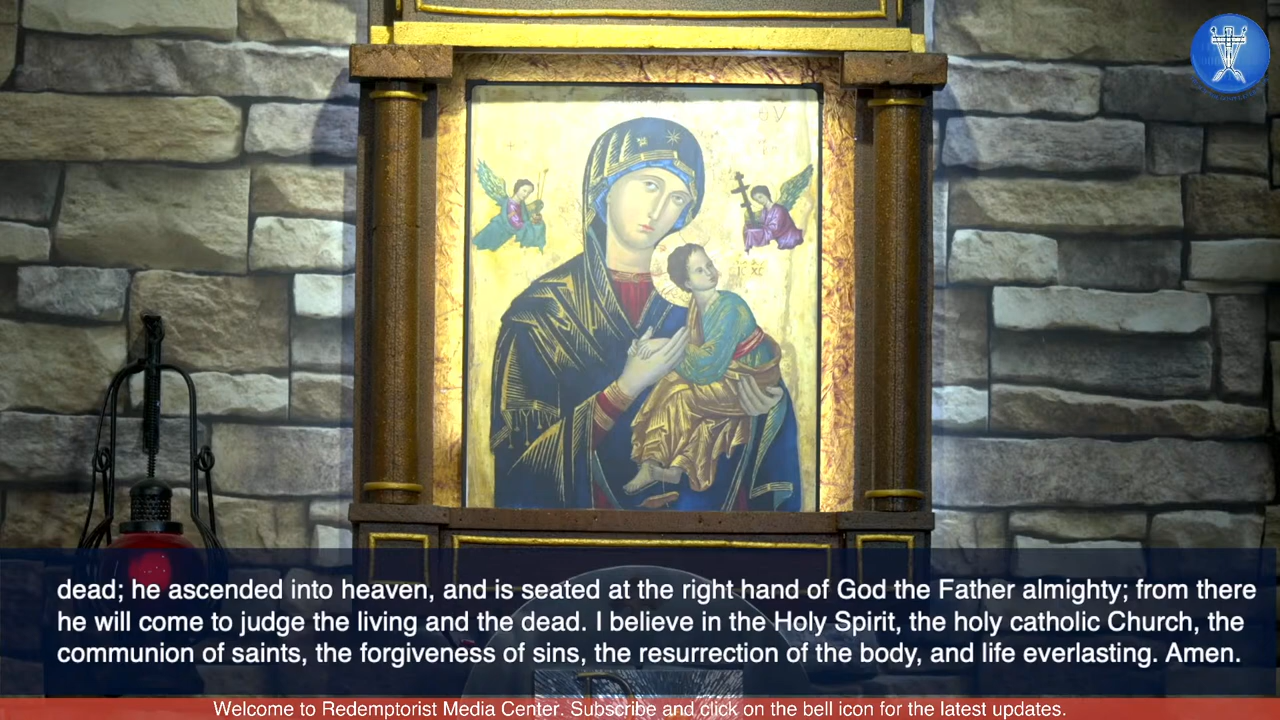 IC XC
dead; he ascended into heaven, and is seated at the right hand of God the Father almighty; from there
he will come to judge the living and the dead. I believe in the Holy Spirit, the holy catholic Church, the
communion of saints, the forgiveness of sins, the resurrection of the body, and life everlasting. Amen.
Welcome to Redemptorist Media Center. Subscribe and click on the bell icon for the latest updates.